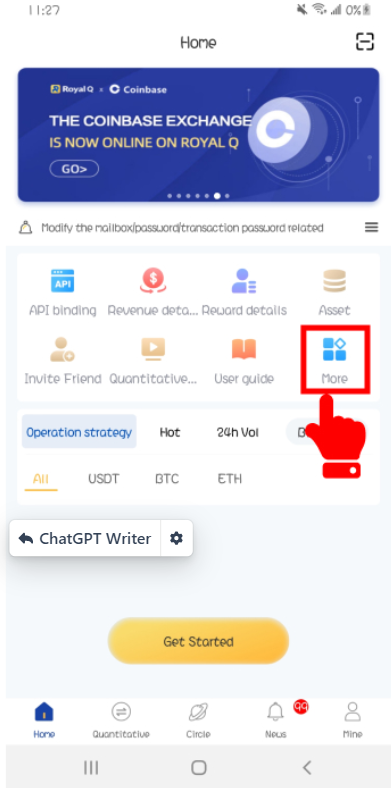 11:27
0%
Home
Royal Q x Coinbase
THE COINBASE EXCHANGE
IS NOW ONLINE ON ROYAL Q
GO>
Modify the mailbox/password/transaction password related
API
API binding Revenue deta... Reward details Asset
Invite Friend Quantitative... User guide More
Operation strategy Hot 24h Vol
All USDT BTC ETH
ChatGPT Writer
Get Started
99
Home Quantitative Circle News Mine